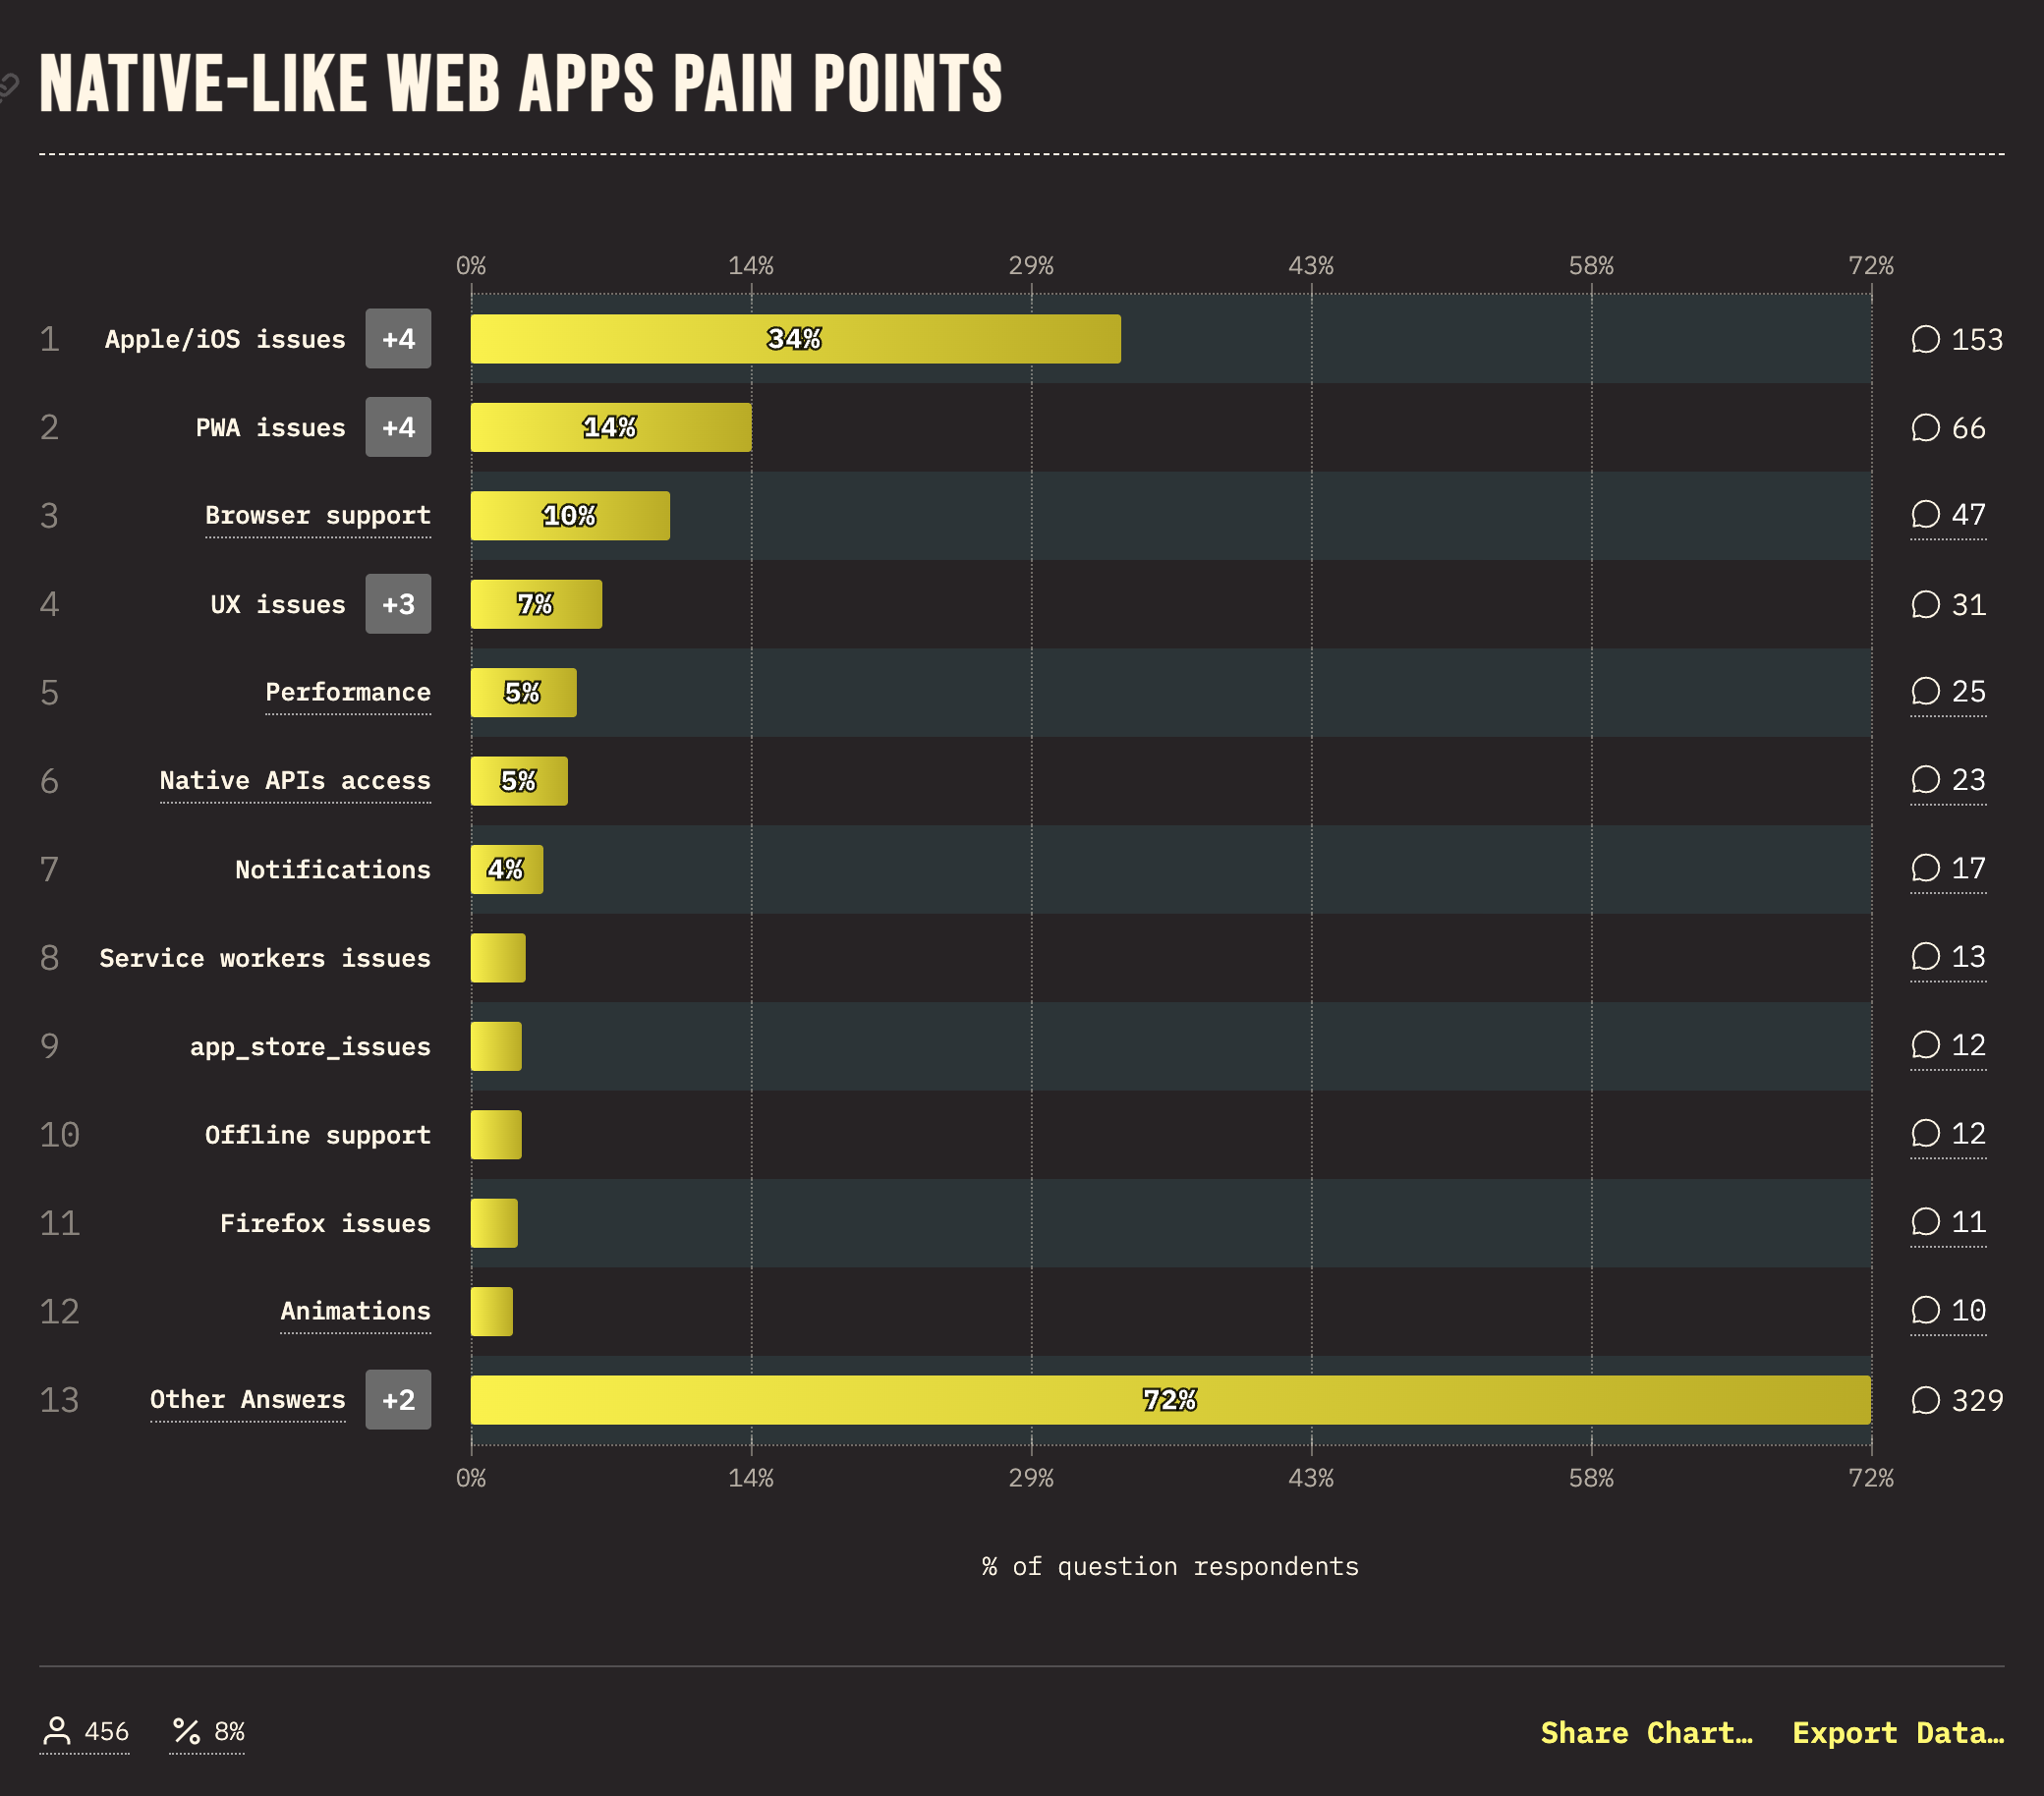 NATIVE-LIKE WEB APPS PAIN POINTS
0% 14% 29% 43% 58% 72%
1 Apple/iOS issues +4 34% 153
2 PWA issues +4 14% 66
3 Browser support 10% 47
4 UX issues +3 7% 31
5 Performance 5% 25
6 Native APIs access 5% 23
7 Notifications 4% 17
8 Service workers issues 13
9 app_store_issues 12
10 Offline support 12
11 Firefox issues 11
12 Animations 10
13 Other Answers +2 72% 329
0% 14% 29% 43% 58% 72%
% of question respondents
456 8% Share Chart… Export Data…